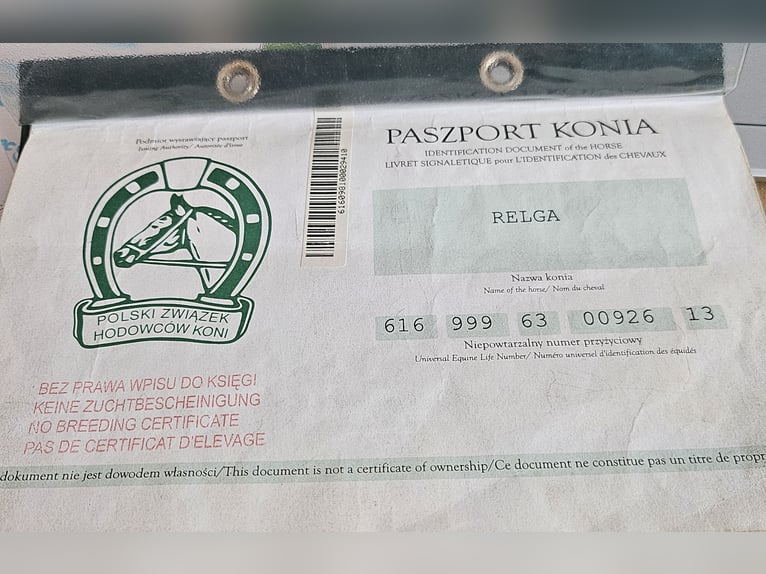 Podmiot wystawiający paszport
Issuing Authority/ Autorité d'issue
POLSKI ZWIĄZEK
HODOWCÓW KONI
BEZ PRAWA WPISU DO KSIĘGI
KEINE ZUCHTBESCHEINIGUNG
NO BREEDING CERTIFICATE
PAS DE CERTIFICAT D'ELEVAGE
616098100029410
PASZPORT KONIA
IDENTIFICATION DOCUMENT of the HORSE
LIVRET SIGNALETIQUE pour L'IDENTIFICATION des CHEVAUX
RELGA
Nazwa konia
Name of the horse/ Nom du cheval
616 999 63 00926 13
Niepowtarzalny numer przyżyciowy
Universal Equine Life Number/ Numéro universel d'identification des équidés
dokument nie jest dowodem własności/This document is not a certificate of ownership/Ce document ne constitue pas un titre de propr